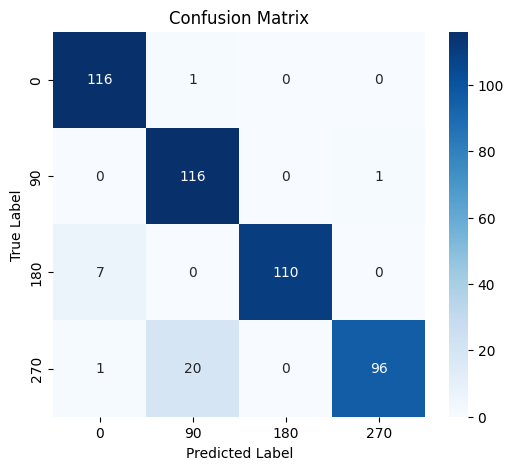 Confusion Matrix
0 116 1 0 0
90 0 116 0 1
180 7 0 110 0
270 1 20 0 96
0 90 180 270
True Label
Predicted Label
100
80
60
40
20
0